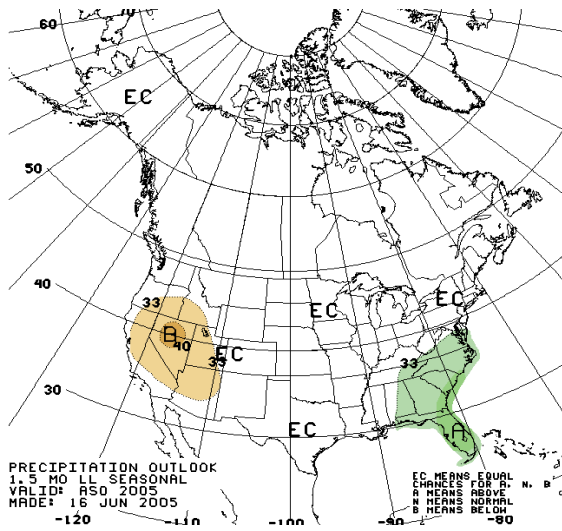 60
70
EC
50
40
33
EC
EC
B
40
EC
33
33
30
EC
A
PRECIPITATION OUTLOOK
1.5 MO LL SEASONAL
VALID: ASO 2005
MADE: 16 JUN 2005
EC MEANS EQUAL
CHANCES FOR A, N, B
A MEANS ABOVE
N MEANS NORMAL
B MEANS BELOW
-120
-110
-100
-90
-80